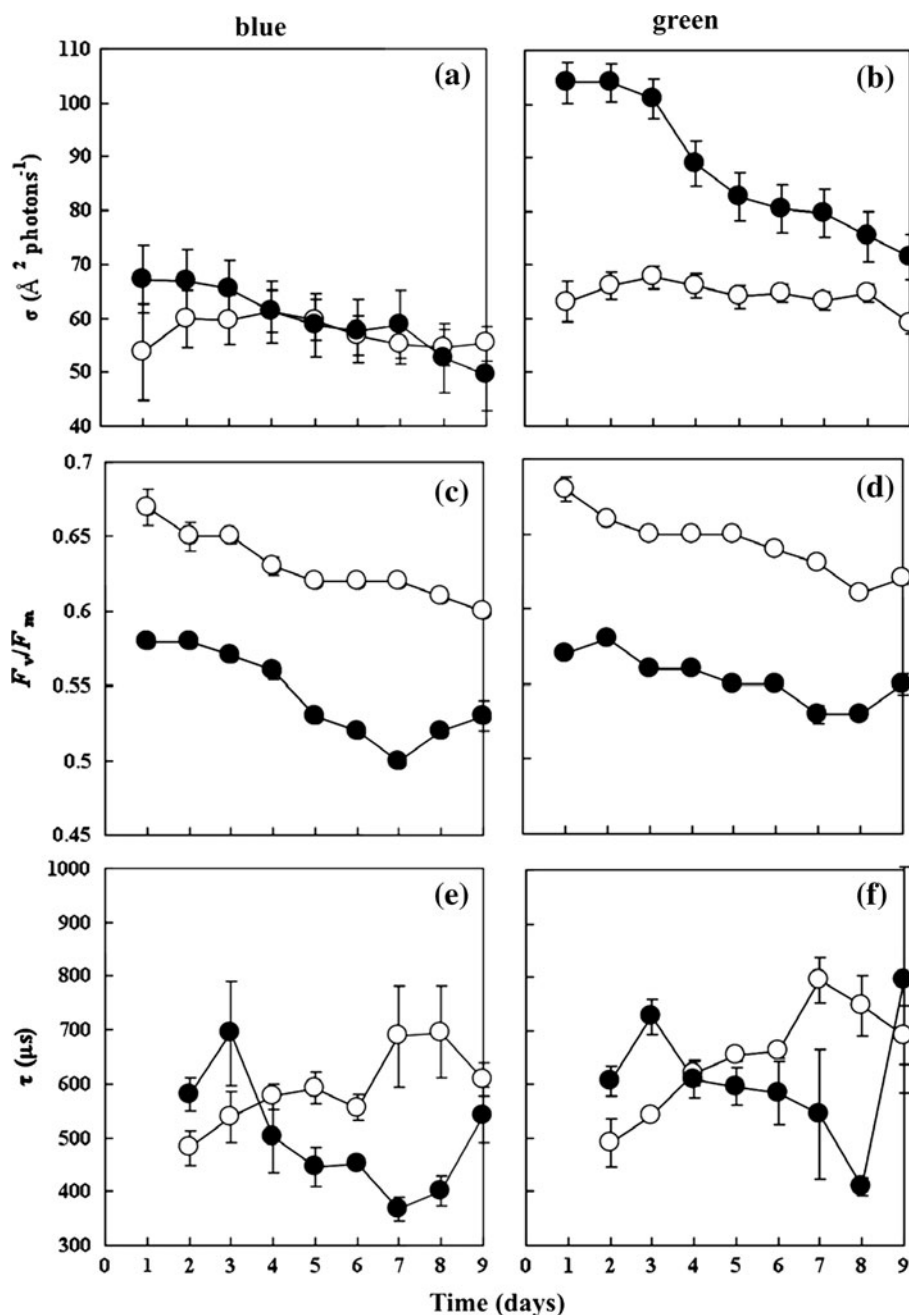 blue green
(a) (b)
110
100
90
80
70
60
50
40
σ (Å ² photons⁻¹)
(c) (d)
0.7
0.65
0.6
0.55
0.5
0.45
Fv/Fm
(e) (f)
1000
900
800
700
600
500
400
300
τ (µs)
0 1 2 3 4 5 6 7 8 9 0 1 2 3 4 5 6 7 8 9
Time (days)